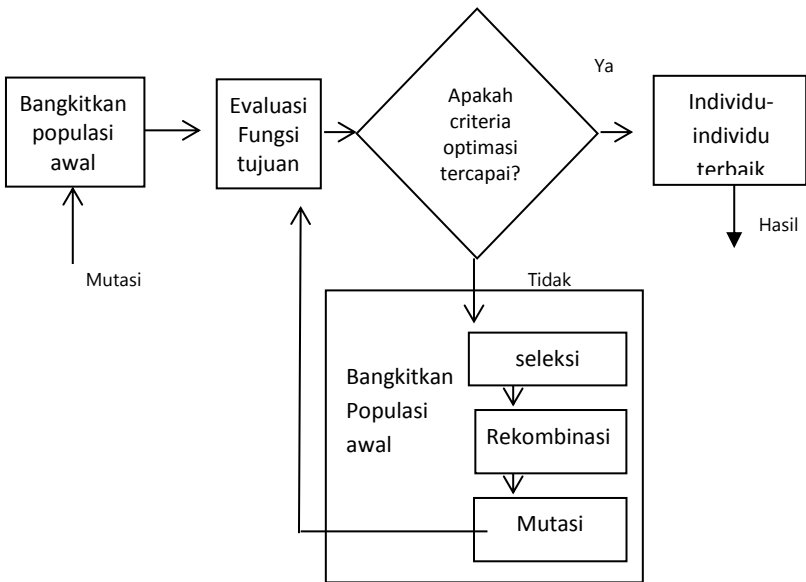 Bangkitkan
populasi
awal
Mutasi
Evaluasi
Fungsi
tujuan
Apakah
criteria
optimasi
tercapai?
Ya
Individu-
individu
terbaik
Hasil
Tidak
Bangkitkan
Populasi
awal
seleksi
Rekombinasi
Mutasi